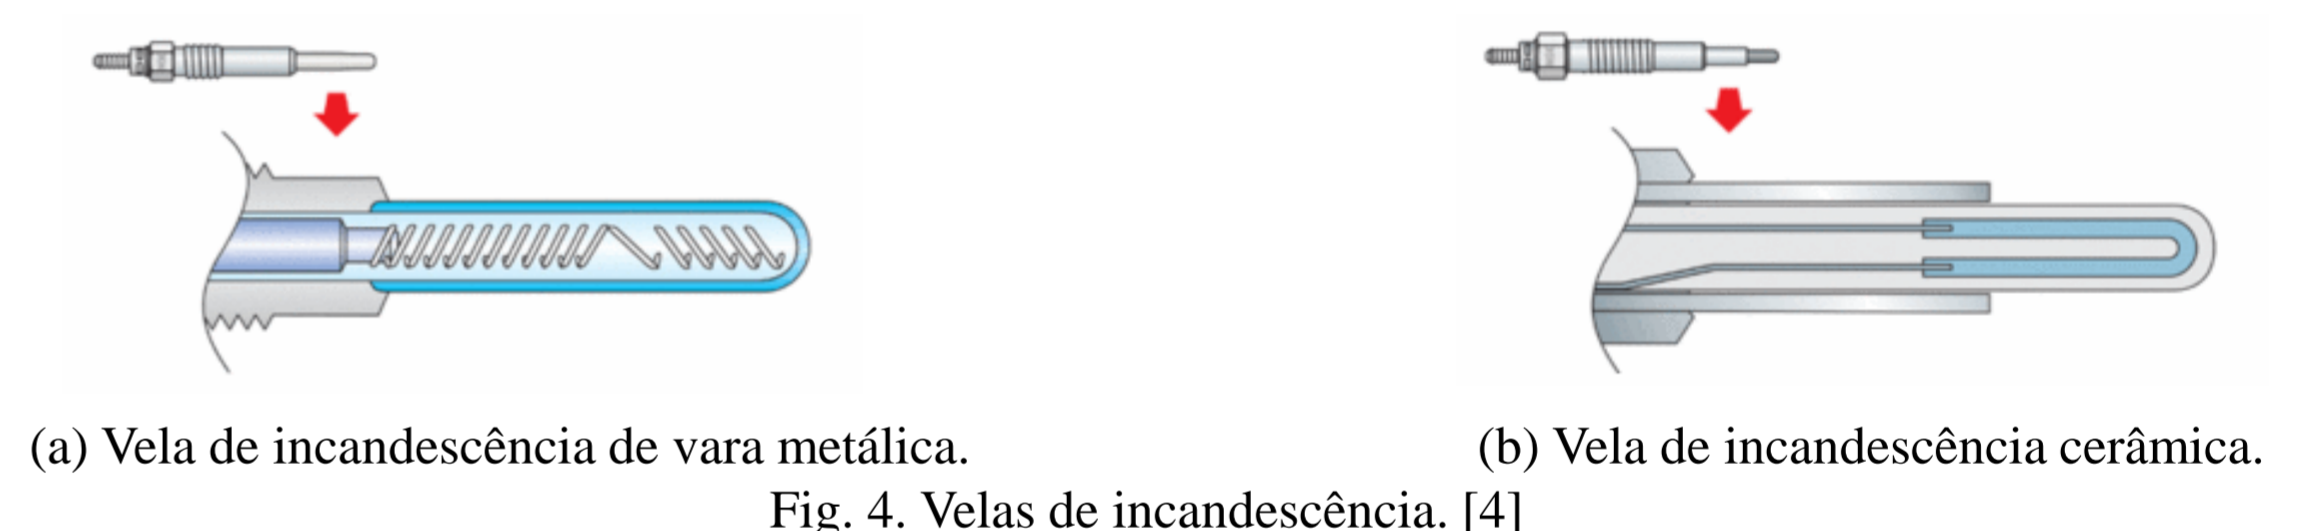 (a) Vela de incandescência de vara metálica.
(b) Vela de incandescência cerâmica.
Fig. 4. Velas de incandescência. [4]